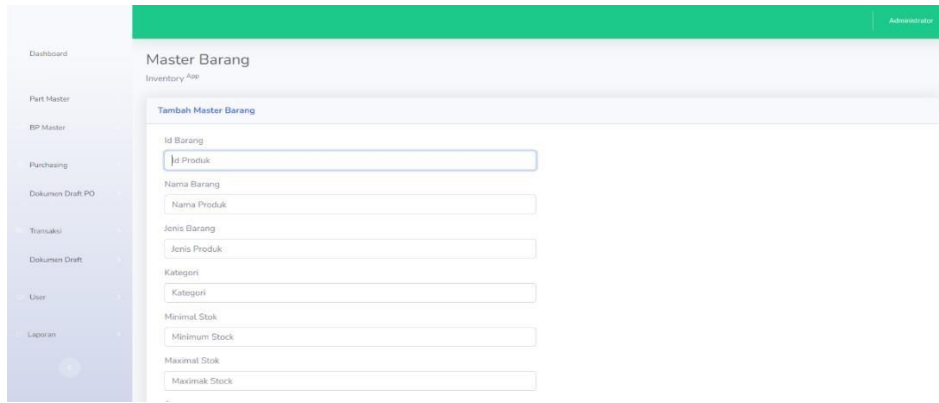 Administrator
Dashboard
Part Master
BP Master
Purchasing
Dokumen Draft PO
Transaksi
Dokumen Draft
User
Laporan
Master Barang
Inventory App
Tambah Master Barang
Id Barang
Id Produk
Nama Barang
Nama Produk
Jenis Barang
Jenis Produk
Kategori
Kategori
Minimal Stok
Minimum Stock
Maximal Stok
Maximak Stock